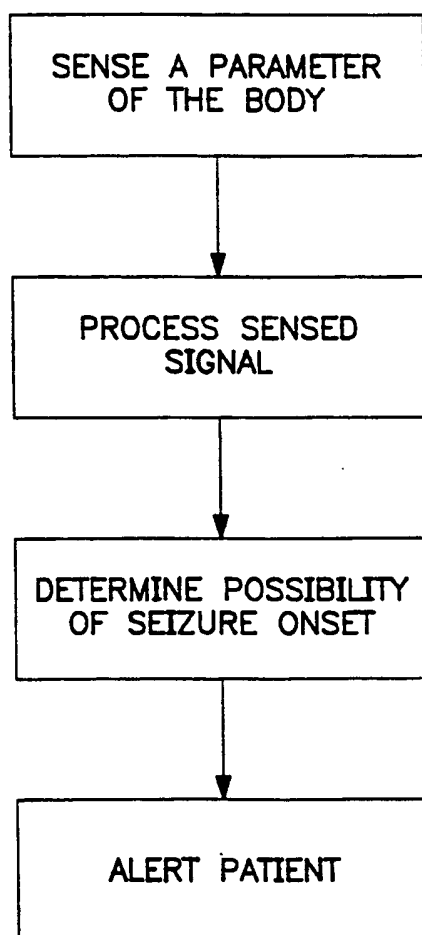 SENSE A PARAMETER
OF THE BODY
PROCESS SENSED
SIGNAL
DETERMINE POSSIBILITY
OF SEIZURE ONSET
ALERT PATIENT